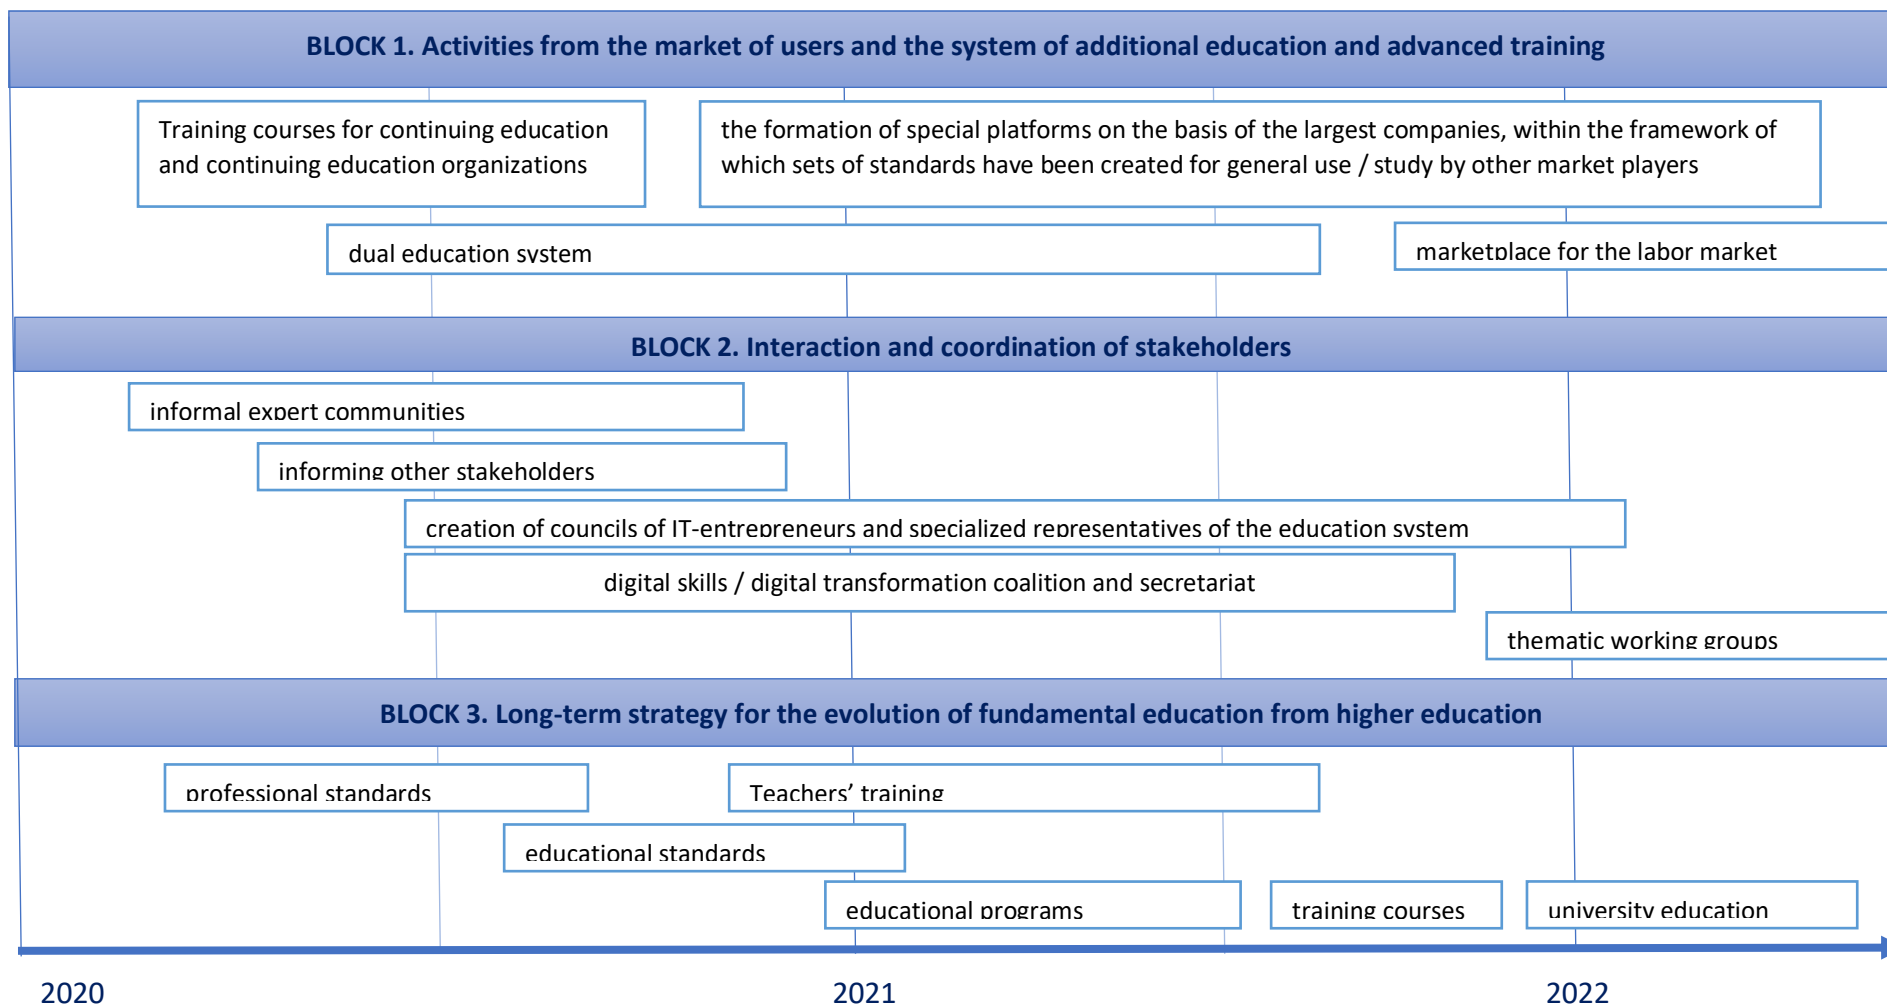 BLOCK 1. Activities from the market of users and the system of additional education and advanced training
Training courses for continuing education
and continuing education organizations
the formation of special platforms on the basis of the largest companies, within the framework of
which sets of standards have been created for general use / study by other market players
dual education system
marketplace for the labor market
BLOCK 2. Interaction and coordination of stakeholders
informal expert communities
informing other stakeholders
creation of councils of IT-entrepreneurs and specialized representatives of the education system
digital skills / digital transformation coalition and secretariat
thematic working groups
BLOCK 3. Long-term strategy for the evolution of fundamental education from higher education
professional standards
Teachers’ training
educational standards
educational programs
training courses
university education
2020
2021
2022